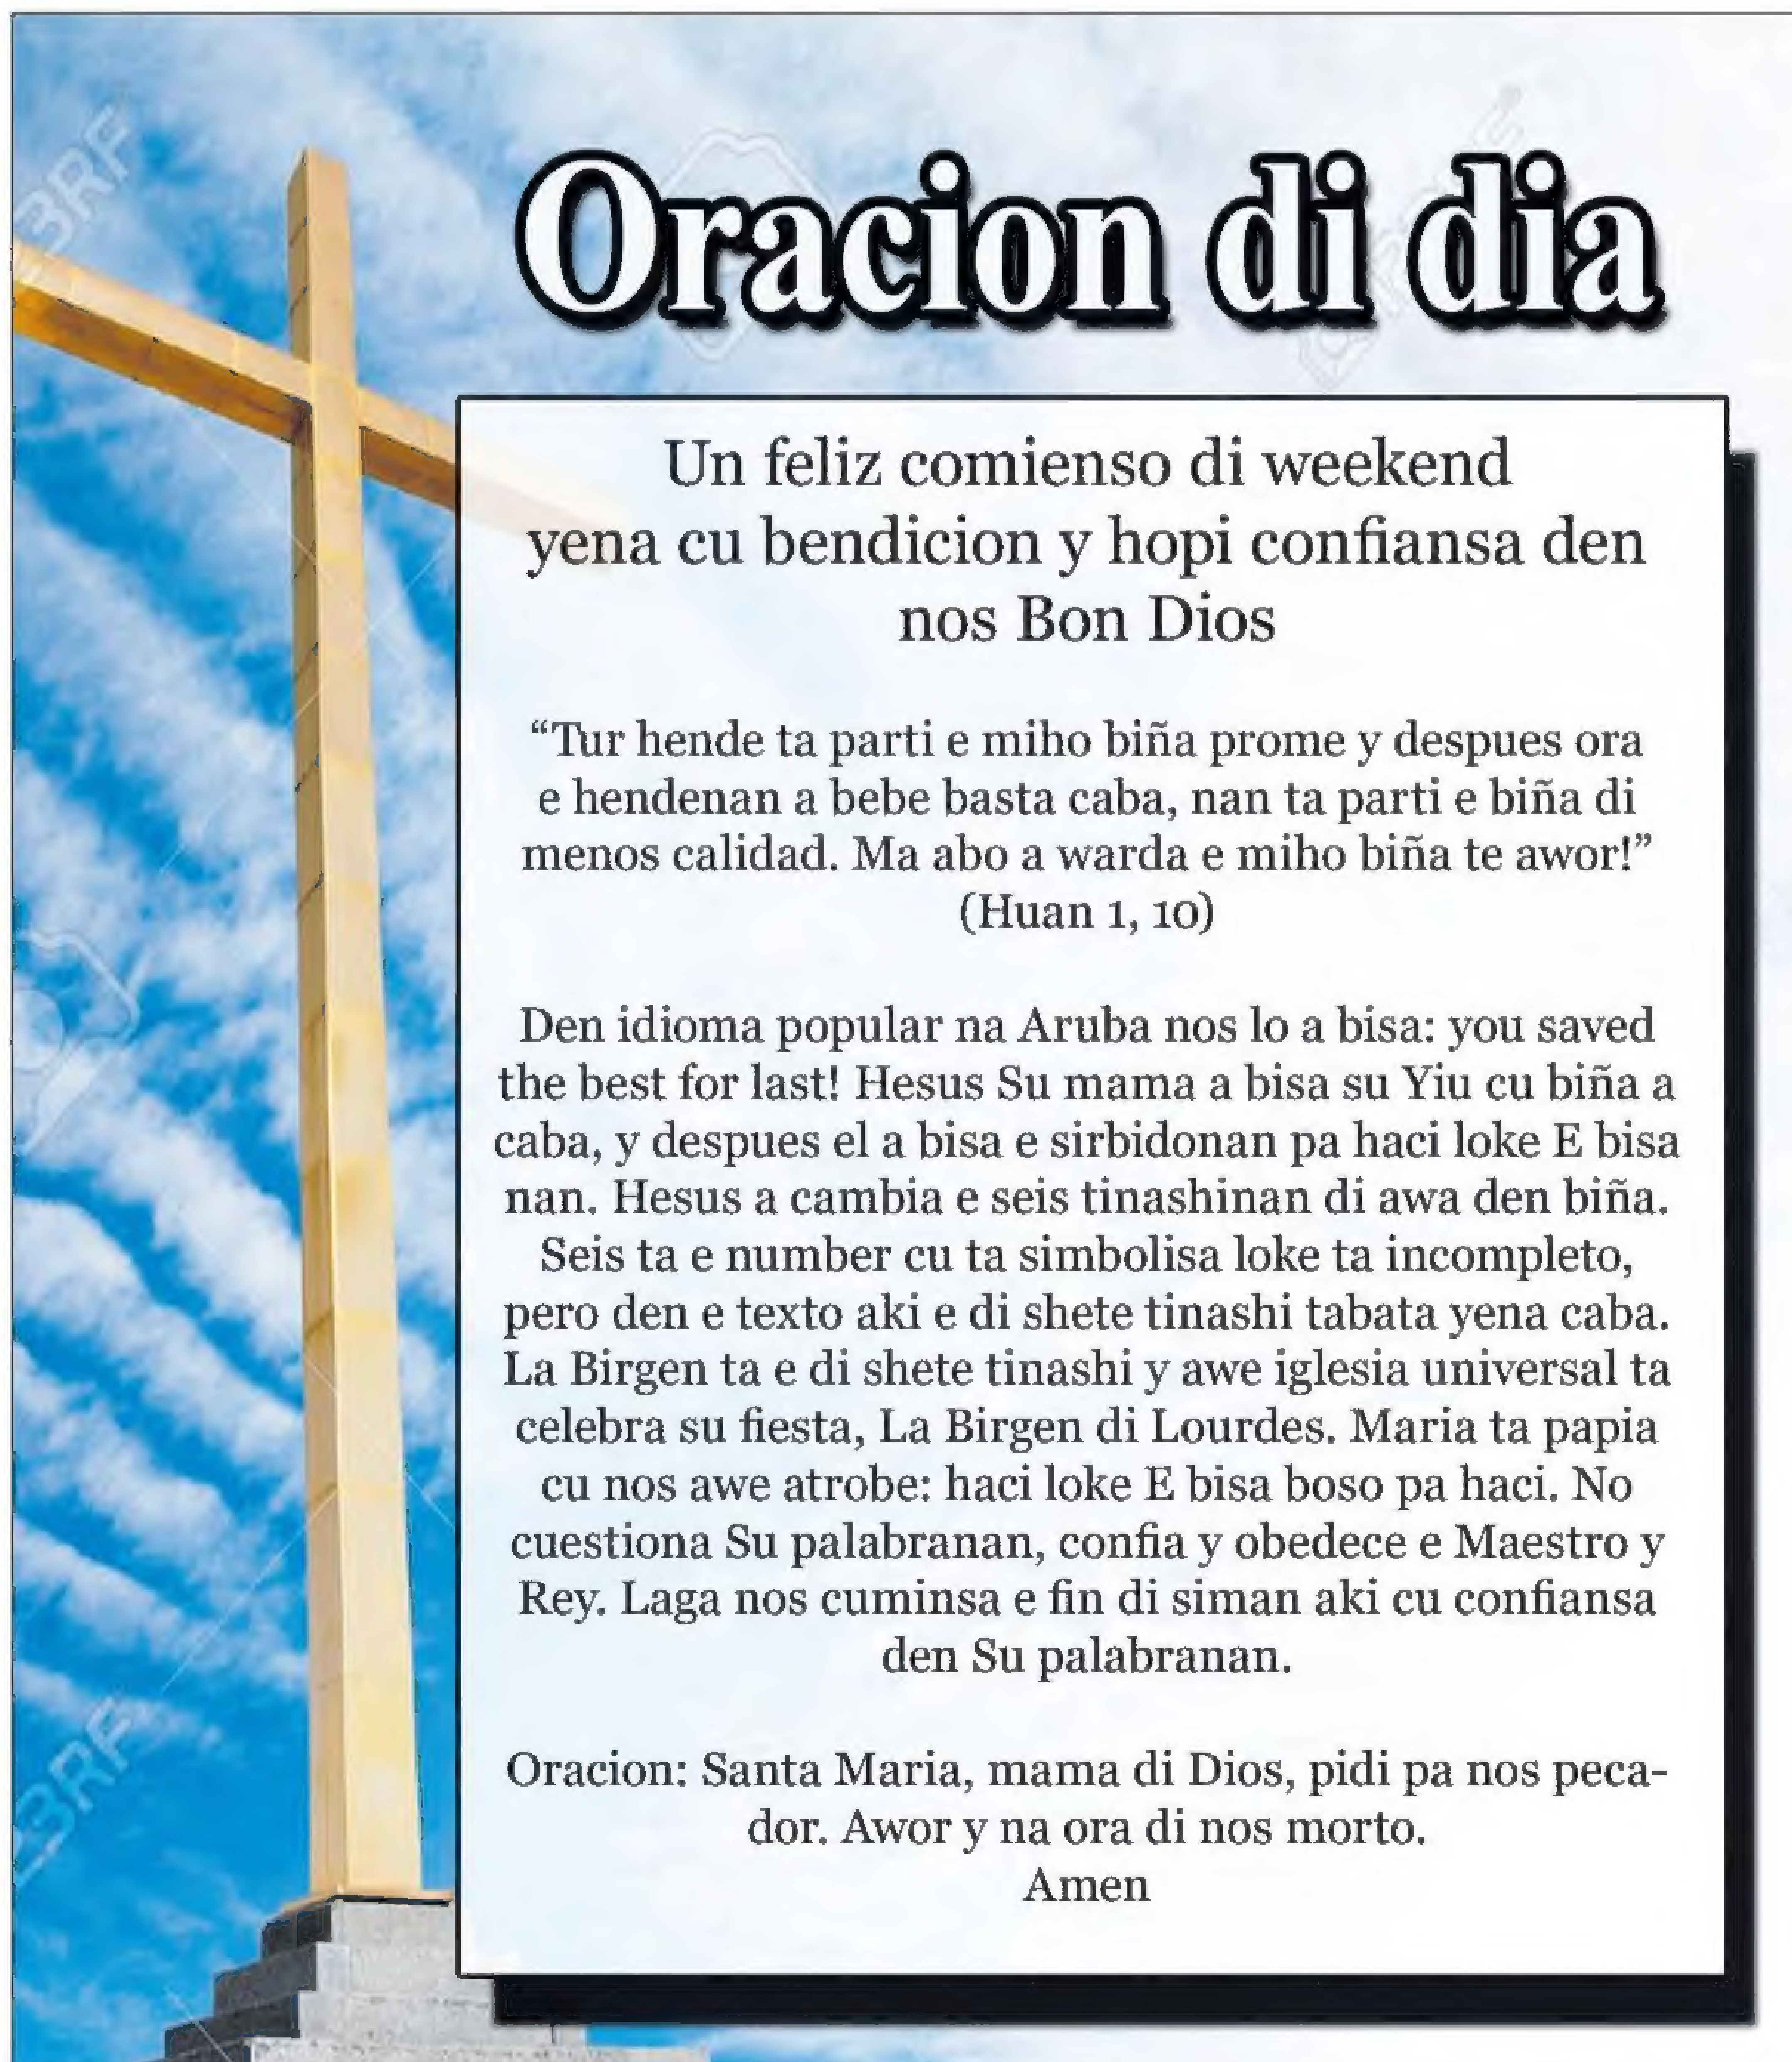 Oracion di dia
Un feliz comienso di weekend
yena cu bendicion y hopi confiansa den
nos Bon Dios
“Tur hende ta parti e miho biña prome y despues ora
e hendenan a bebe basta caba, nan ta parti e biña di
menos calidad. Ma abo a warda e miho biña te awor!”
(Huan 1, 10)
Den idioma popular na Aruba nos lo a bisa: you saved
the best for last! Hesus Su mama a bisa su Yiu cu biña a
caba, y despues el a bisa e sirbidonan pa haci loke E bisa
nan. Hesus a cambia e seis tinashinan di awa den biña.
Seis ta e number cu ta simbolisa loke ta incompleto,
pero den e texto aki e di shete tinashi tabata yena caba.
La Birgen ta e di shete tinashi y awe iglesia universal ta
celebra su fiesta, La Birgen di Lourdes. Maria ta papia
cu nos awe atrobe: haci loke E bisa boso pa haci. No
cuestiona Su palabranan, confia y obedece e Maestro y
Rey. Laga nos cuminsa e fin di siman aki cu confiansa
den Su palabranan.
Oracion: Santa Maria, mama di Dios, pidi pa nos peca-
dor. Awor y na ora di nos morto.
Amen